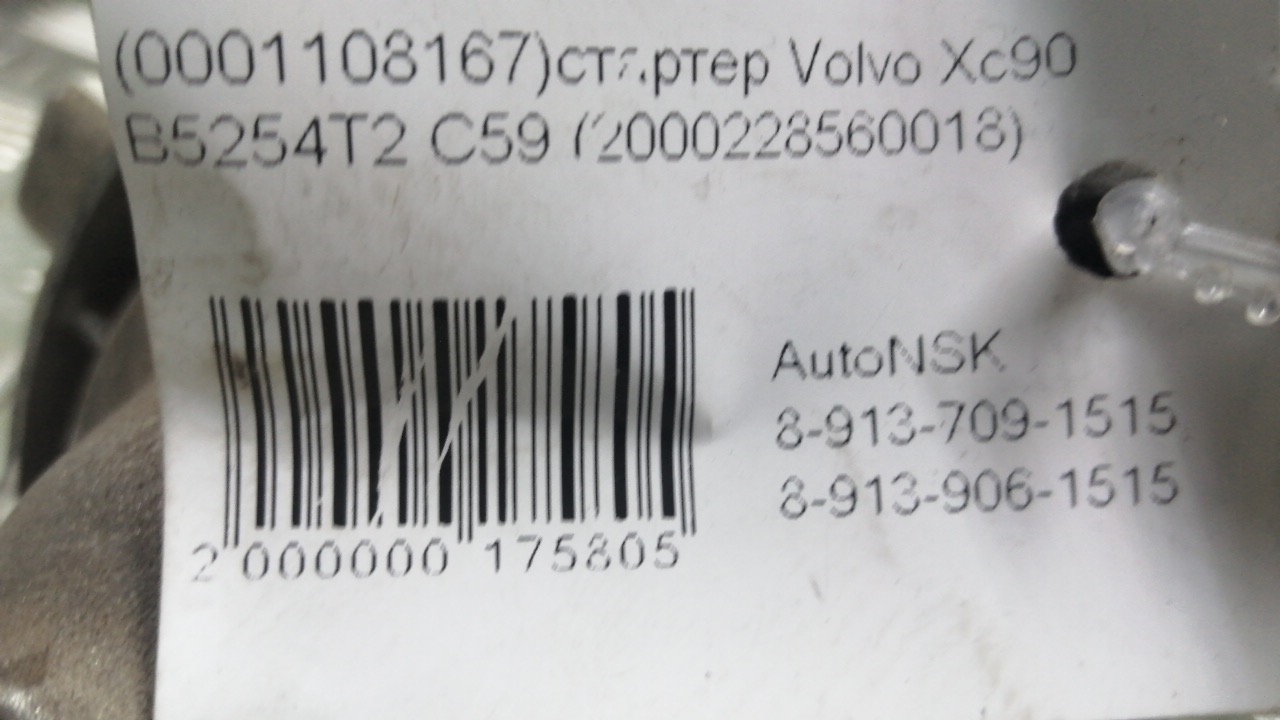 (0001108167)стартер Volvo Xc90
B5254T2 C59 (2000228560018)
AutoNSK
8-913-709-1515
8-913-906-1515
2 000000 175805